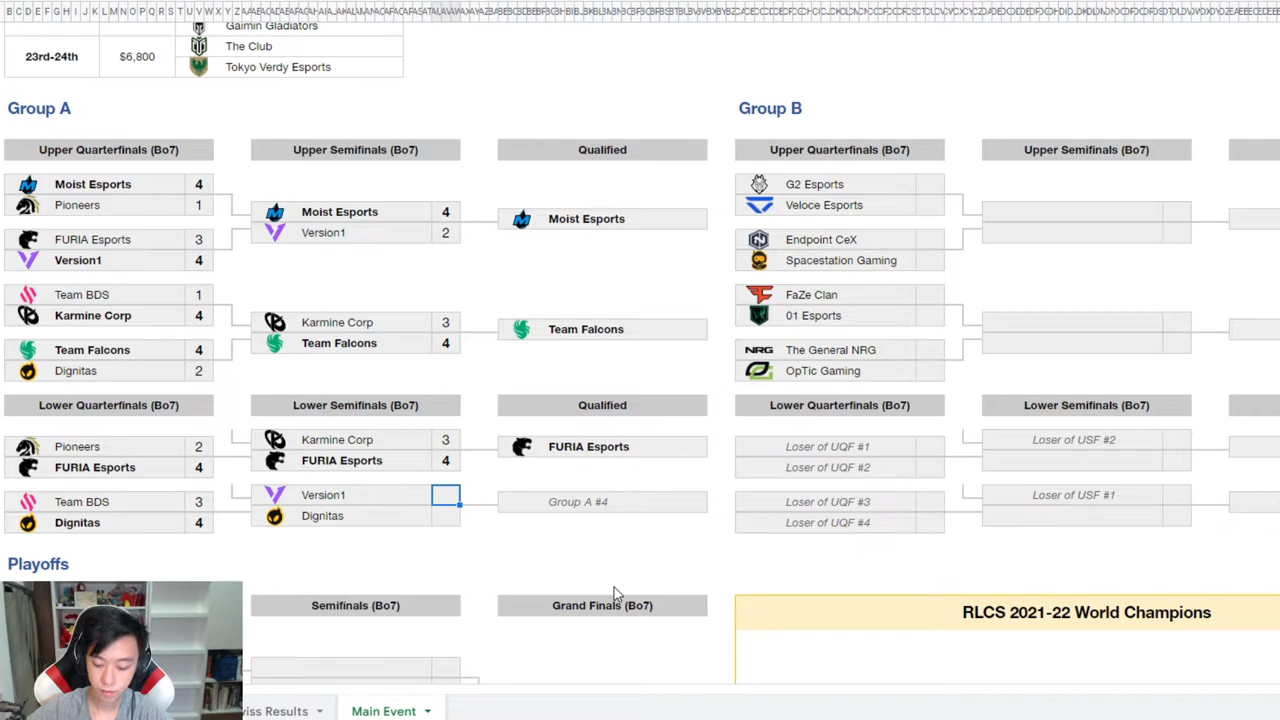 Gaimin Gladiators
23rd-24th $6,800 The Club
Tokyo Verdy Esports
Group A
Upper Quarterfinals (Bo7) Upper Semifinals (Bo7) Qualified
Moist Esports 4
Pioneers 1
FURIA Esports 3
Version1 4
Team BDS 1
Karmine Corp 4
Team Falcons 4
Dignitas 2
Moist Esports 4
Version1 2
Karmine Corp 3
Team Falcons 4
Moist Esports
Team Falcons
Lower Quarterfinals (Bo7) Lower Semifinals (Bo7) Qualified
Pioneers 2
FURIA Esports 4
Team BDS 3
Dignitas 4
Karmine Corp 3
FURIA Esports 4
Version1
Dignitas
FURIA Esports
Group A #4
Group B
Upper Quarterfinals (Bo7) Upper Semifinals (Bo7)
G2 Esports
Veloce Esports
Endpoint CeX
Spacestation Gaming
FaZe Clan
01 Esports
NRG The General NRG
OpTic Gaming
Lower Quarterfinals (Bo7) Lower Semifinals (Bo7)
Loser of UQF #1
Loser of UQF #2
Loser of UQF #3
Loser of UQF #4
Loser of USF #2
Loser of USF #1
Playoffs
Semifinals (Bo7) Grand Finals (Bo7)
RLCS 2021-22 World Champions
wiss Results Main Event